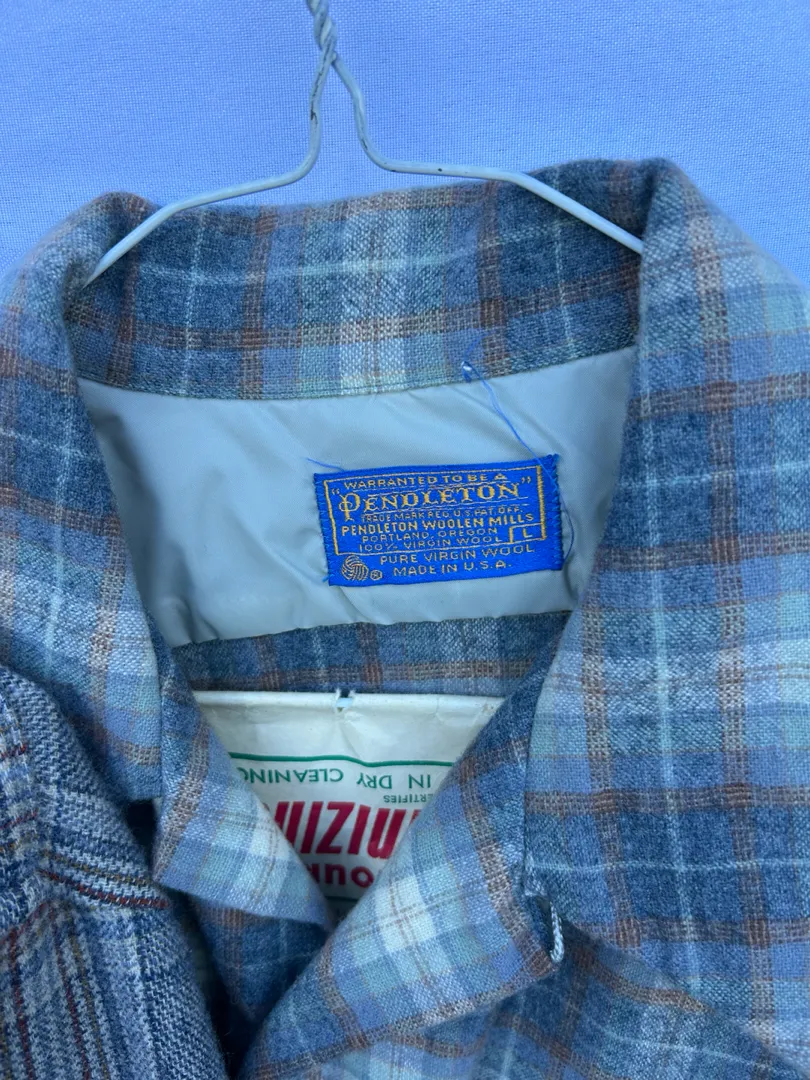 WARRANTED TO BE A
"PENDLETON"
TRADE MARK REG. U.S. PAT. OFF.
PENDLETON WOOLEN MILLS
PORTLAND, OREGON
L
100% VIRGIN WOOL
PURE VIRGIN WOOL
® MADE IN U.S.A.
IN DRY CLEANING